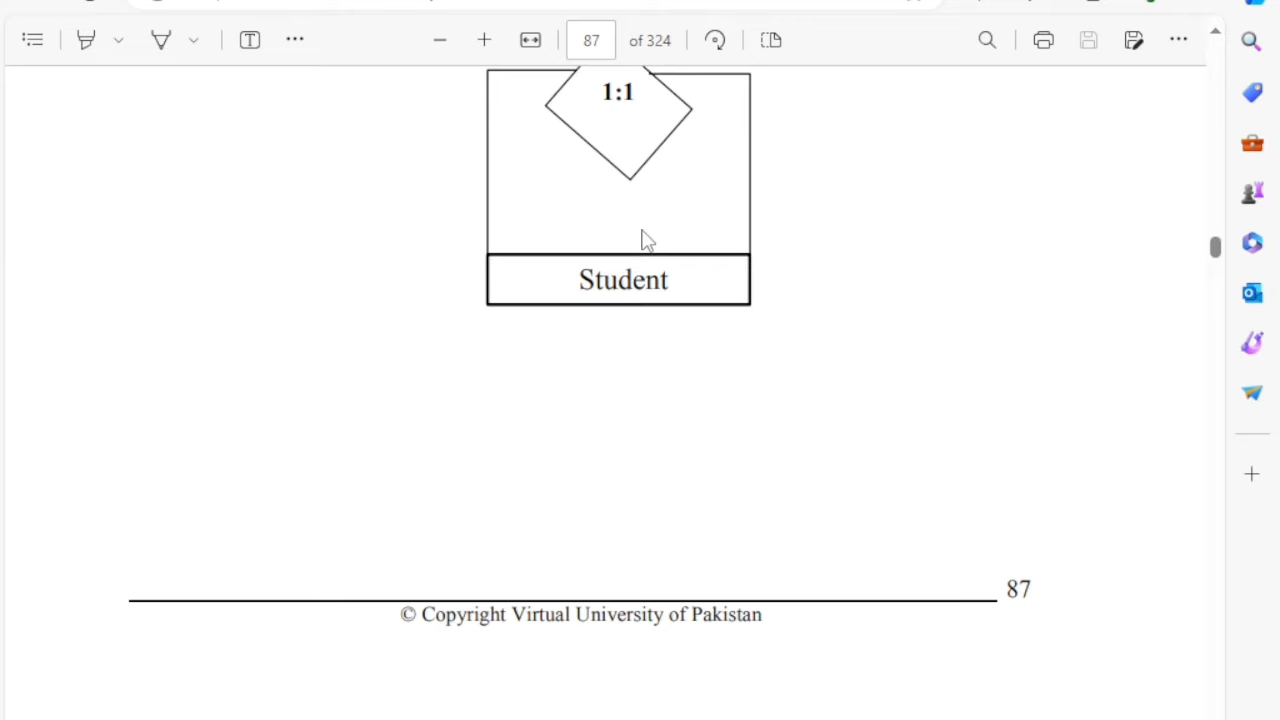 87 of 324
1:1
Student
87
© Copyright Virtual University of Pakistan